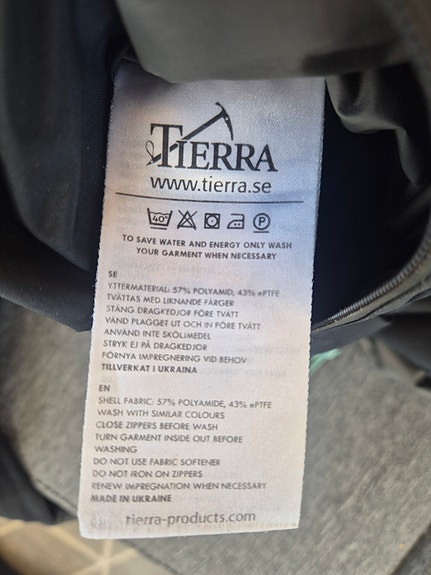 TIERRA
www.tierra.se
40°
P
TO SAVE WATER AND ENERGY ONLY WASH
YOUR GARMENT WHEN NECESSARY
SE
YTTERMATERIAL: 57% POLYAMID, 43% ePTFE
TVÄTTAS MED LIKNANDE FÄRGER
STÄNG DRAGKEDJOR FÖRE TVÄTT
VÄND PLAGGET UT OCH IN FÖRE TVÄTT
ANVÄND INTE SKÖLJMEDEL
STRYK EJ PÅ DRAGKEDJOR
FÖRNYA IMPREGNERING VID BEHOV
TILLVERKAT I UKRAINA
EN
SHELL FABRIC: 57% POLYAMIDE, 43% ePTFE
WASH WITH SIMILAR COLOURS
CLOSE ZIPPERS BEFORE WASH
TURN GARMENT INSIDE OUT BEFORE
WASHING
DO NOT USE FABRIC SOFTENER
DO NOT IRON ON ZIPPERS
RENEW IMPREGNATION WHEN NECESSARY
MADE IN UKRAINE
tierra-products.com